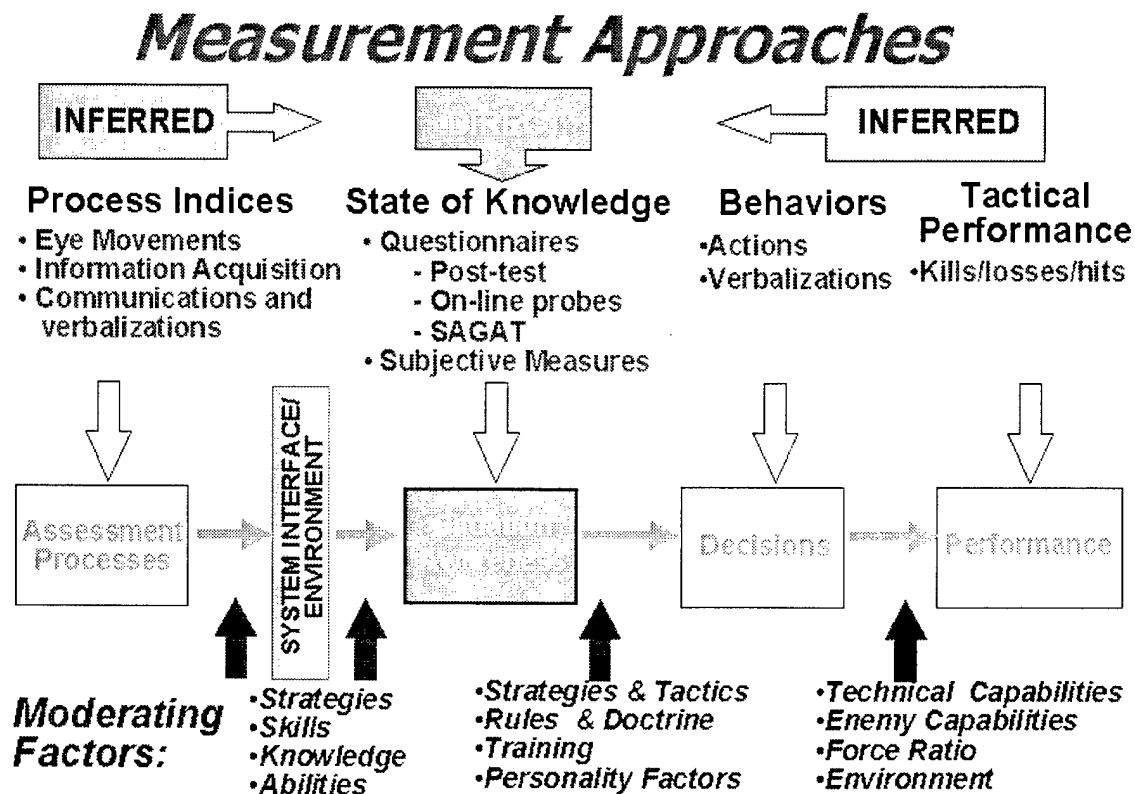 Measurement Approaches
INFERRED
INFERRED
Process Indices
• Eye Movements
• Information Acquisition
• Communications and
verbalizations
State of Knowledge
• Questionnaires
- Post-test
- On-line probes
- SAGAT
• Subjective Measures
Behaviors
•Actions
•Verbalizations
Tactical
Performance
•Kills/losses/hits
Assessment
Processes
SYSTEM INTERFACE/
ENVIRONMENT
Decisions
Performance
Moderating
Factors:
•Strategies
•Skills
•Knowledge
•Abilities
•Strategies & Tactics
•Rules & Doctrine
•Training
•Personality Factors
•Technical Capabilities
•Enemy Capabilities
•Force Ratio
•Environment